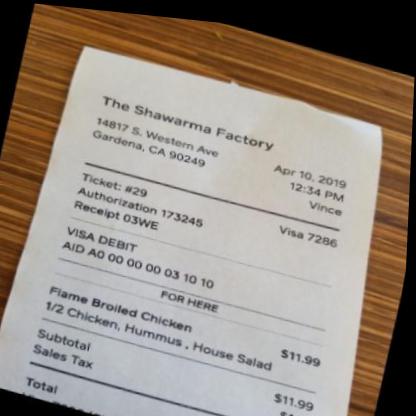 The Shawarma Factory
14817 S. Western Ave
Gardena, CA 90249
Apr 10, 2019
12:34 PM
Vince
Ticket: #29
Visa 7286
Authorization 173245
Receipt 03WE
VISA DEBIT
AID A0 00 00 00 03 10 10
FOR HERE
Flame Broiled Chicken $11.99
1/2 Chicken, Hummus , House Salad
Subtotal $11.99
Sales Tax
Total